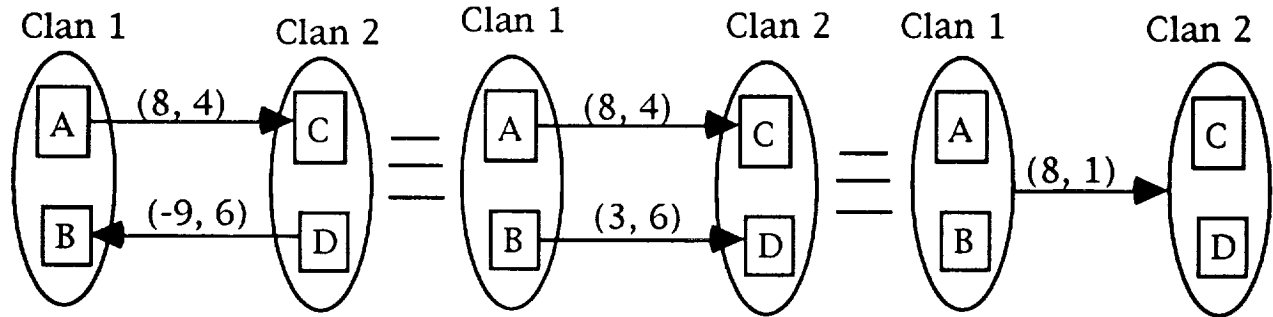 Clan 1
Clan 2
A
(8, 4)
C
B
(-9, 6)
D
Clan 1
Clan 2
A
(8, 4)
C
B
(3, 6)
D
Clan 1
Clan 2
A
C
(8, 1)
B
D